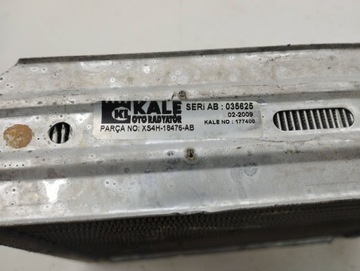 KALE
OTO RADYATÖR
SERİ AB : 035625
02-2009
PARÇA NO: XS4H-18476-AB
KALE NO : 177400